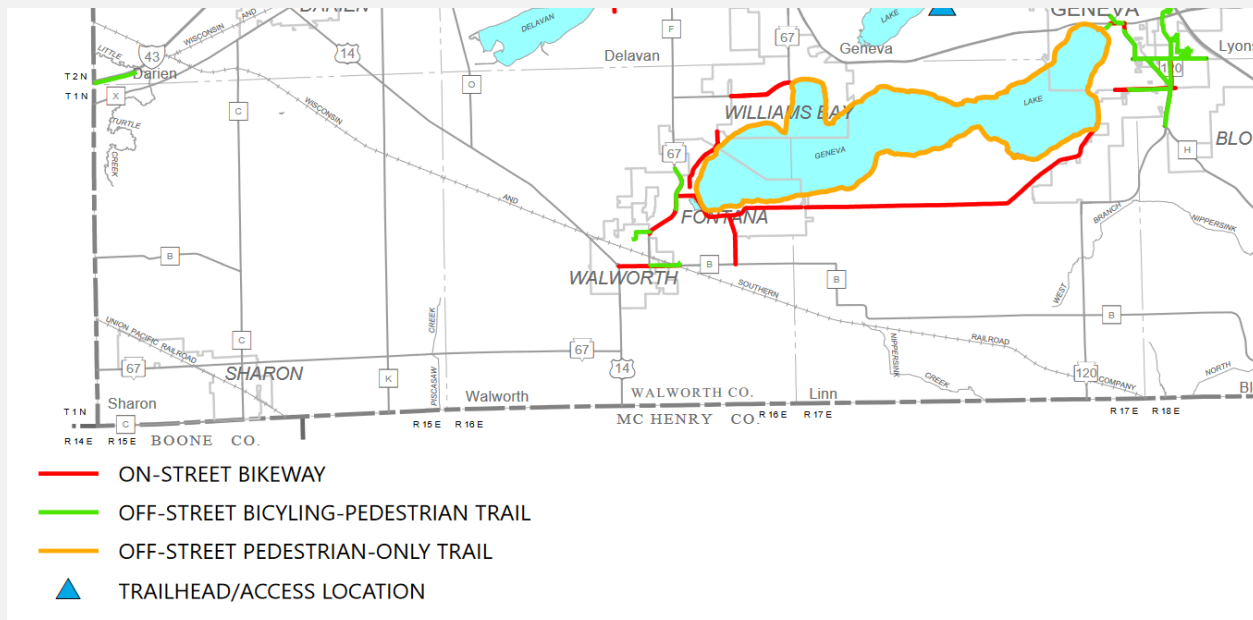 DARIEN
DELAVAN
LAKE
GENEVA
WISCONSIN AND
14
67
F
Delavan
Geneva
Lyons
LITTLE
43
T 2 N
Darien
120
T 1 N
X
C
O
WISCONSIN
WILLIAMS BAY
LAKE
TURTLE
CREEK
GENEVA
BLO
H
67
AND
FONTANA
BRANCH
NIPPERSINK
B
WALWORTH
B
B
SOUTHERN
WEST
CREEK
B
UNION PACIFIC RAILROAD
C
67
NIPPERSINK
RAILROAD
67
SHARON
K
PISCASAW
14
CREEK
120
COMPANY
NORTH
Sharon
Walworth
WALWORTH CO.
Linn
Bl
T 1 N
C
R 14 E R 15 E
BOONE CO.
R 15 E R 16 E
MC HENRY CO.
R 16 E R 17 E
R 17 E R 18 E
ON-STREET BIKEWAY
OFF-STREET BICYLING-PEDESTRIAN TRAIL
OFF-STREET PEDESTRIAN-ONLY TRAIL
TRAILHEAD/ACCESS LOCATION